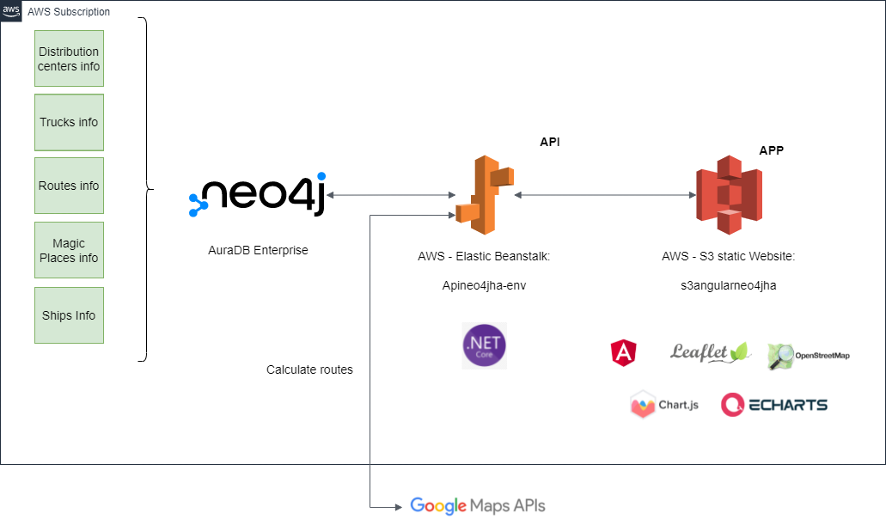 aws
AWS Subscription
Distribution
centers info
Trucks info
Routes info
Magic
Places info
Ships Info
neo4j
AuraDB Enterprise
API
AWS - Elastic Beanstalk:
Apineo4jha-env
.NET
Core
APP
AWS - S3 static Website:
s3angularneo4jha
A
Leaflet
OpenStreetMap
Chart.js
ECHARTS
Calculate routes
Google Maps APIs